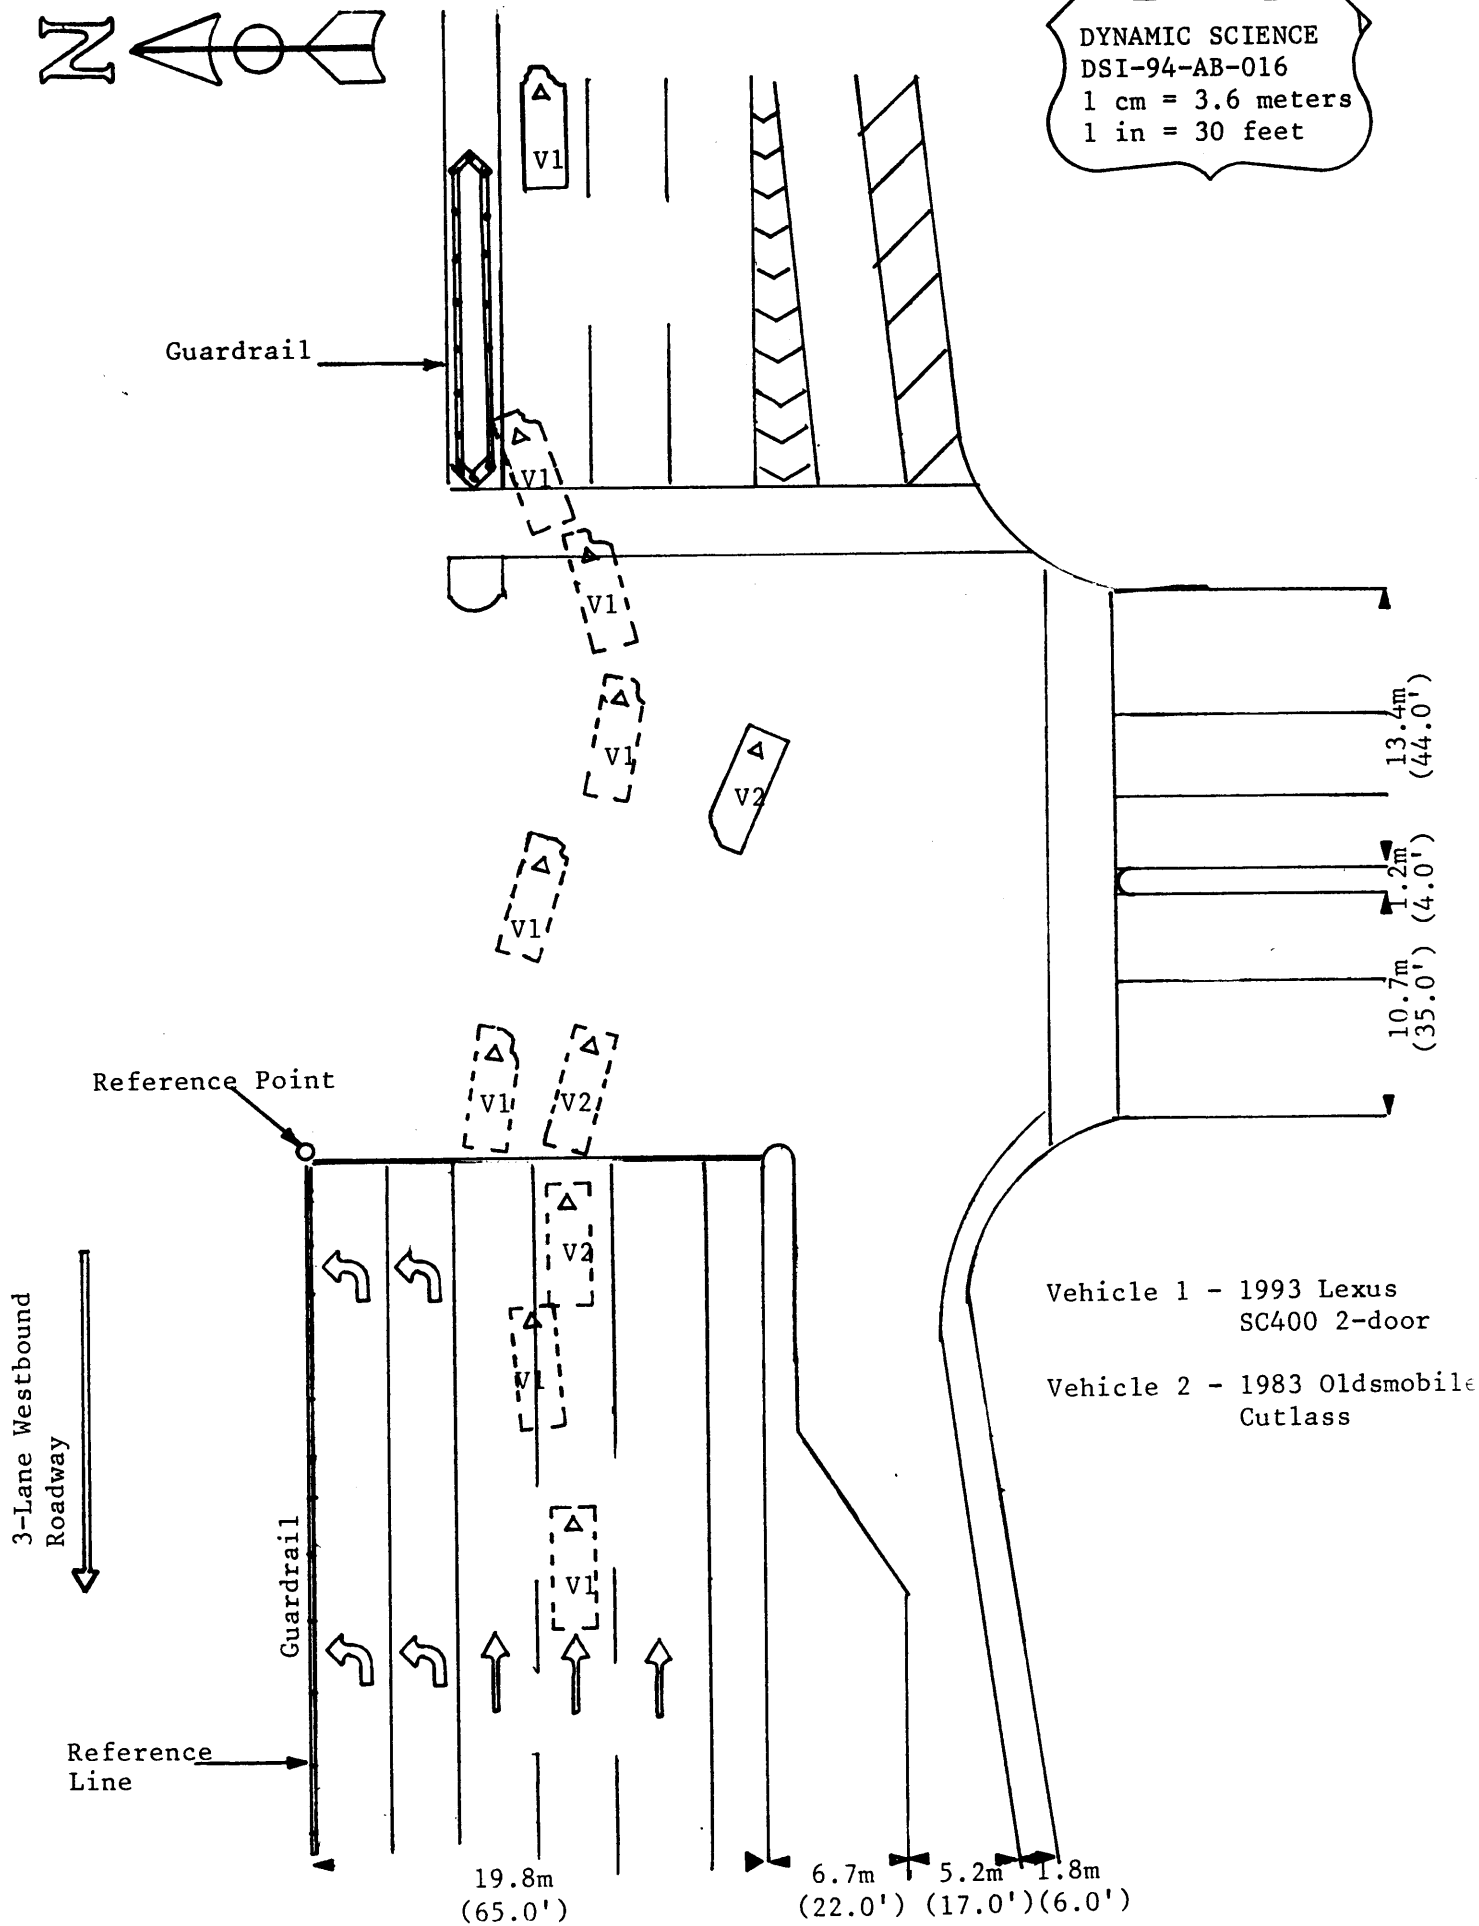 N
DYNAMIC SCIENCE
DSI-94-AB-016
1 cm = 3.6 meters
1 in = 30 feet
V1
Guardrail
V1
V1
V1
V2
V1
13.4m
(44.0')
1.2m
(4.0')
10.7m
(35.0')
Reference Point
V1
V2
V2
V1
Vehicle 1 - 1993 Lexus
SC400 2-door
Vehicle 2 - 1983 Oldsmobile
Cutlass
3-Lane Westbound
Roadway
Guardrail
V1
Reference
Line
19.8m
(65.0')
6.7m
(22.0')
5.2m
(17.0')
1.8m
(6.0')